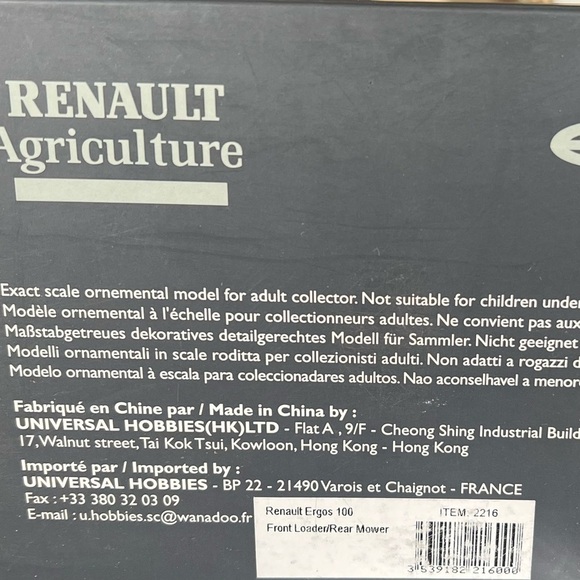 RENAULT
Agriculture
Exact scale ornemental model for adult collector. Not suitable for children
Modèle ornemental à l'échelle pour collectionneurs adultes. Ne convient pas aux
Maßstabgetreues dekoratives detailgerechtes Modell für Sammler. Nicht geeignet
Modelli ornamentali in scale roditta per collezionisti adulti. Non adatti a rogazzi
Modelo ornamental à escala para coleccionadares adultos. Nao aconselhavel a
Fabriqué en Chine par / Made in China by :
UNIVERSAL HOBBIES(HK)LTD - Flat A , 9/F - Cheong Shing Industrial
17, Walnut street, Tai Kok Tsui, Kowloon, Hong Kong - Hong Kong
Importé par / Imported by :
UNIVERSAL HOBBIES - BP 22 - 21490 Varois et Chaignot - FRANCE
Fax : +33 380 32 03 09
E-mail : u.hobbies.sc@wanadoo.fr
Renault Ergos 100 ITEM. 2216
Front Loader/Rear Mower
3 539182 216000